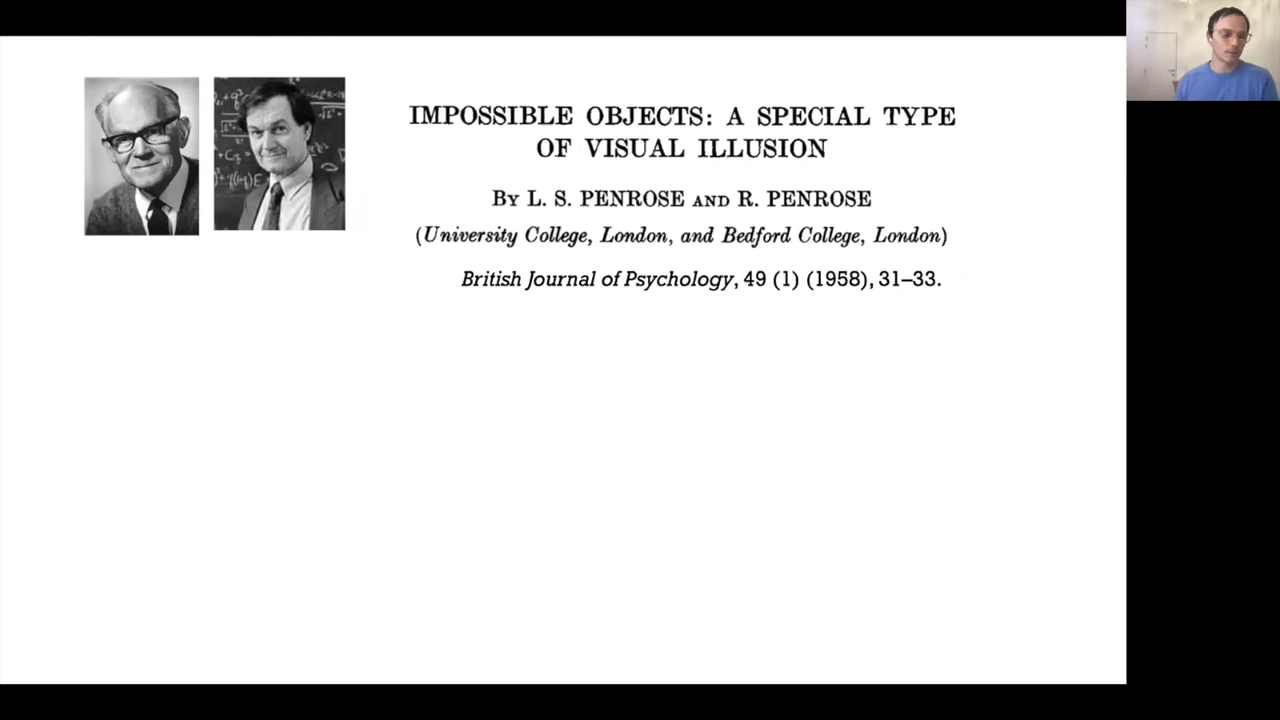 IMPOSSIBLE OBJECTS: A SPECIAL TYPE
OF VISUAL ILLUSION
By L. S. PENROSE AND R. PENROSE
(University College, London, and Bedford College, London)
British Journal of Psychology, 49 (1) (1958), 31–33.